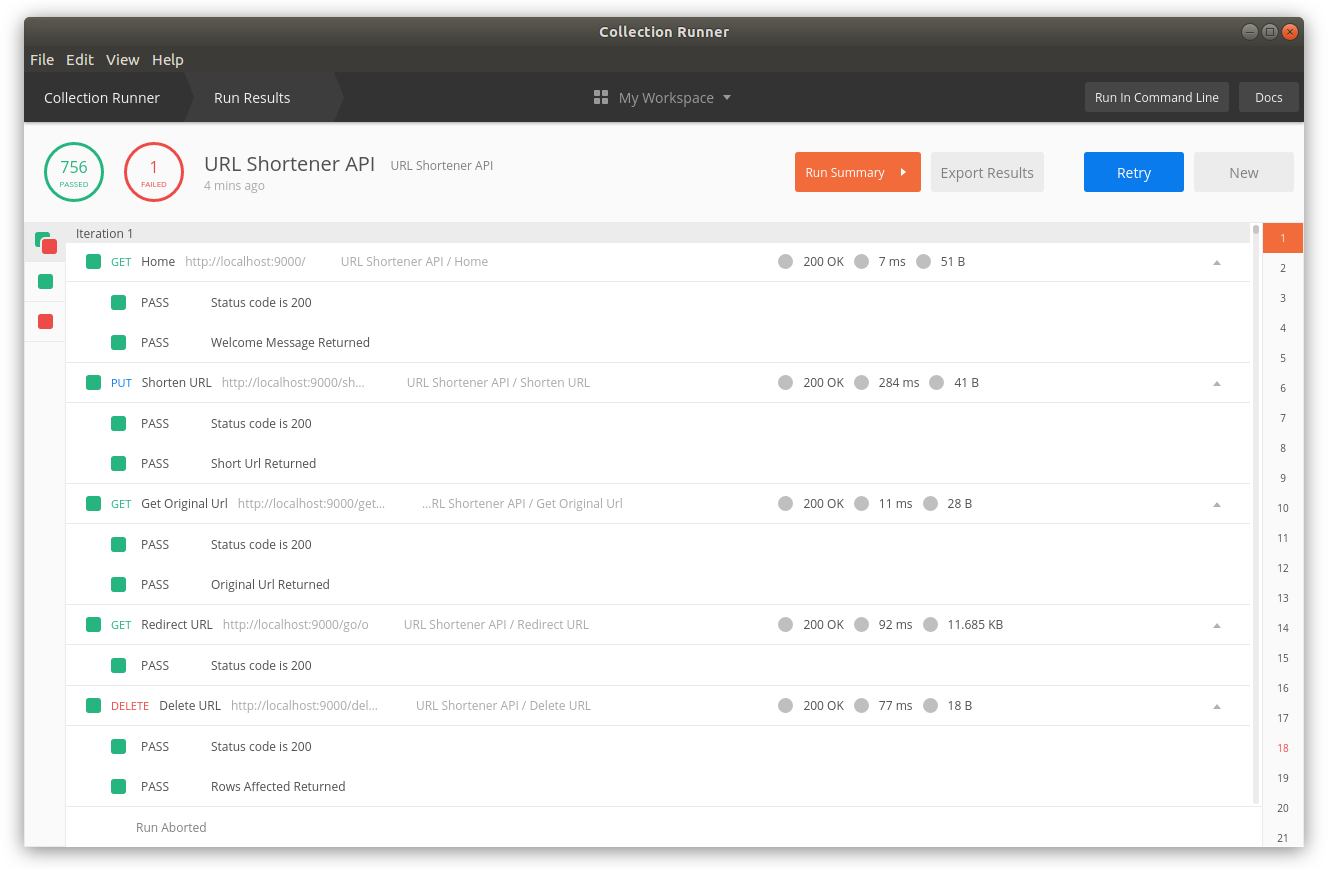 Collection Runner
File Edit View Help
Collection Runner Run Results My Workspace Run In Command Line Docs
756 PASSED 1 FAILED URL Shortener API URL Shortener API
4 mins ago
Run Summary Export Results Retry New
Iteration 1
GET Home http://localhost:9000/ URL Shortener API / Home 200 OK 7 ms 51 B
PASS Status code is 200
PASS Welcome Message Returned
PUT Shorten URL http://localhost:9000/sh... URL Shortener API / Shorten URL 200 OK 284 ms 41 B
PASS Status code is 200
PASS Short Url Returned
GET Get Original Url http://localhost:9000/get... ...RL Shortener API / Get Original Url 200 OK 11 ms 28 B
PASS Status code is 200
PASS Original Url Returned
GET Redirect URL http://localhost:9000/go/o URL Shortener API / Redirect URL 200 OK 92 ms 11.685 KB
PASS Status code is 200
DELETE Delete URL http://localhost:9000/del... URL Shortener API / Delete URL 200 OK 77 ms 18 B
PASS Status code is 200
PASS Rows Affected Returned
Run Aborted
1
2
3
4
5
6
7
8
9
10
11
12
13
14
15
16
17
18
19
20
21